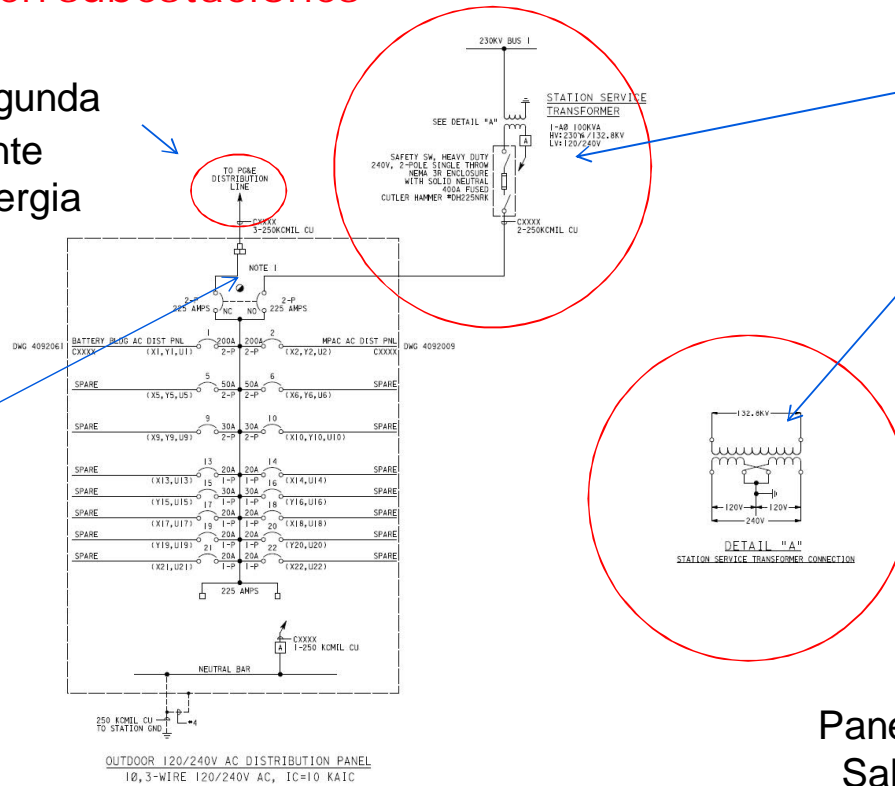 en subestaciones
gunda
nte
ergia
230KV BUS 1
SEE DETAIL "A"
STATION SERVICE
TRANSFORMER
LV:120/240V
A
SAFETY SW, HEAVY DUTY
240V, 2-POLE SINGLE THROW
NEMA 3R ENCLOSURE
WITH SOLID NEUTRAL
400A FUSED
CUTLER HAMMER #DH225NRK
CXXXX
2-250KCMIL CU
TO PG&E
DISTRIBUTION
LINE
CXXXX
3-250KCMIL CU
NOTE 1
2-P
225 AMPS
NC
NO
2-P
225 AMPS
DWG 4092061
BATTERY BLDG AC DIST PNL
CXXXX
(X1,Y1,U1)
1
200A
2-P
200A
2-P
2
(X2,Y2,U2)
MPAC AC DIST PNL
CXXXX
DWG 4092009
SPARE (X5,Y5,U5) 5 50A 2-P 50A 2-P 6 (X6,Y6,U6) SPARE
SPARE (X9,Y9,U9) 9 30A 2-P 30A 2-P 10 (X10,Y10,U10) SPARE
SPARE (X13,U13) 13 20A 1-P 20A 1-P 14 (X14,U14) SPARE
SPARE (Y15,U15) 15 30A 1-P 30A 1-P 16 (Y16,U16) SPARE
SPARE (X17,U17) 17 20A 1-P 20A 1-P 18 (X18,U18) SPARE
SPARE (Y19,U19) 19 20A 1-P 20A 1-P 20 (Y20,U20) SPARE
SPARE (X21,U21) 21 20A 1-P 20A 1-P 22 (X22,U22) SPARE
225 AMPS
CXXXX
A
1-250 KCMIL CU
NEUTRAL BAR
250 KCMIL CU
TO STATION GND
#4
OUTDOOR 120/240V AC DISTRIBUTION PANEL
1Ø,3-WIRE 120/240V AC, IC=10 KAIC
132.8KV
120V
120V
240V
DETAIL "A"
STATION SERVICE TRANSFORMER CONNECTION
Pane
Sal